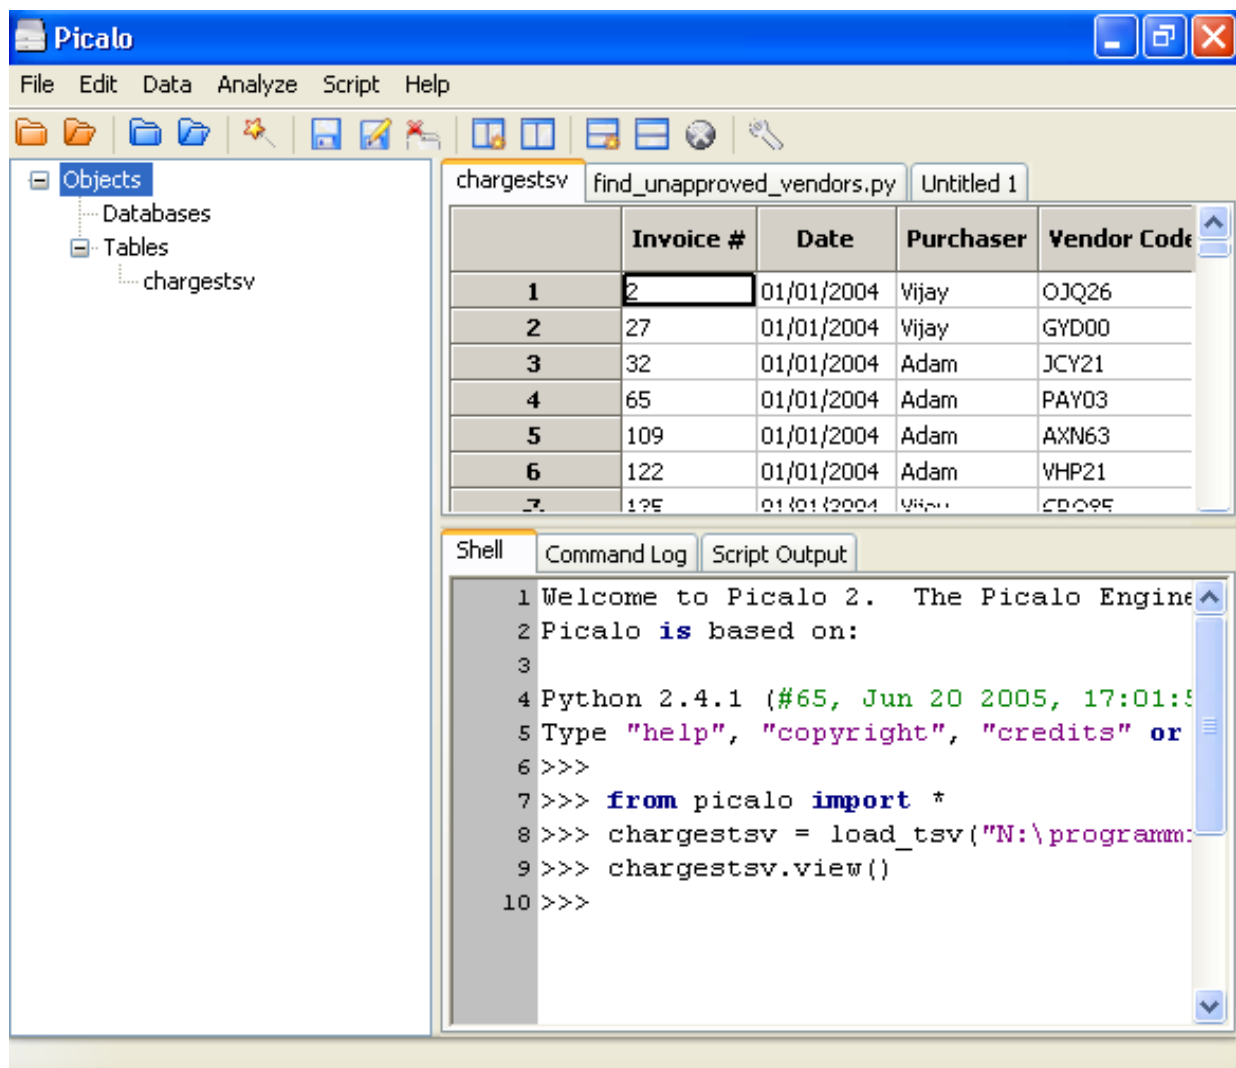 Picalo
File Edit Data Analyze Script Help
Objects
Databases
Tables
chargestsv
chargestsv find_unapproved_vendors.py Untitled 1
Invoice # Date Purchaser Vendor Code
1 2 01/01/2004 Vijay OJQ26
2 27 01/01/2004 Vijay GYD00
3 32 01/01/2004 Adam JCY21
4 65 01/01/2004 Adam PAY03
5 109 01/01/2004 Adam AXN63
6 122 01/01/2004 Adam VHP21
Shell Command Log Script Output
1 Welcome to Picalo 2. The Picalo Engine
2 Picalo is based on:
3
4 Python 2.4.1 (#65, Jun 20 2005, 17:01:5
5 Type "help", "copyright", "credits" or
6 >>>
7 >>> from picalo import *
8 >>> chargestsv = load_tsv("N:\programm
9 >>> chargestsv.view()
10 >>>